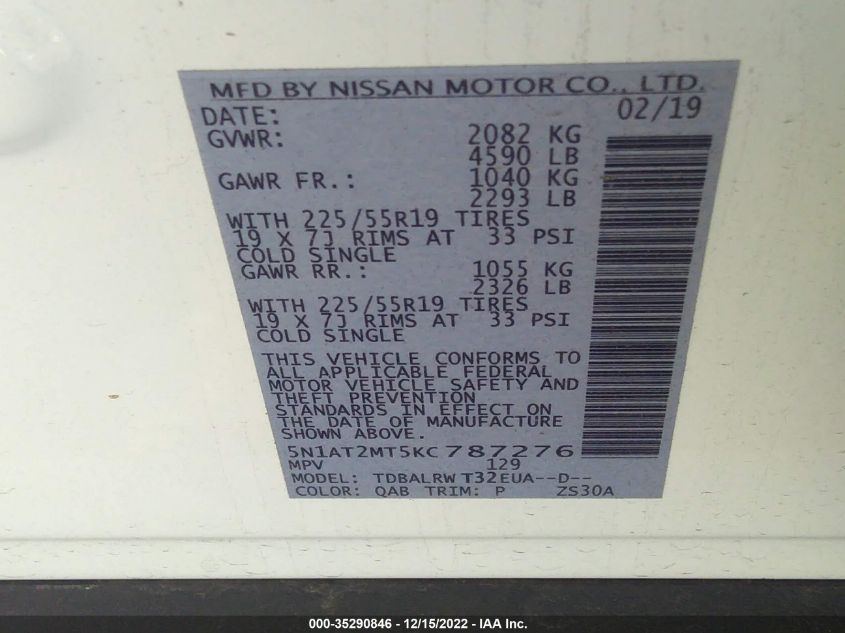 MFD BY NISSAN MOTOR CO., LTD.
DATE: 02/19
GVWR: 2082 KG
4590 LB
GAWR FR.: 1040 KG
2293 LB
WITH 225/55R19 TIRES
19 X 7J RIMS AT 33 PSI
COLD SINGLE
GAWR RR.: 1055 KG
2326 LB
WITH 225/55R19 TIRES
19 X 7J RIMS AT 33 PSI
COLD SINGLE
THIS VEHICLE CONFORMS TO
ALL APPLICABLE FEDERAL
MOTOR VEHICLE SAFETY AND
THEFT PREVENTION
STANDARDS IN EFFECT ON
THE DATE OF MANUFACTURE
SHOWN ABOVE.
5N1AT2MT5KC787276
MPV 129
MODEL: TDBALRWT32EUA--D--
COLOR: QAB TRIM: P ZS30A
000-35290846 - 12/15/2022 - IAA Inc.